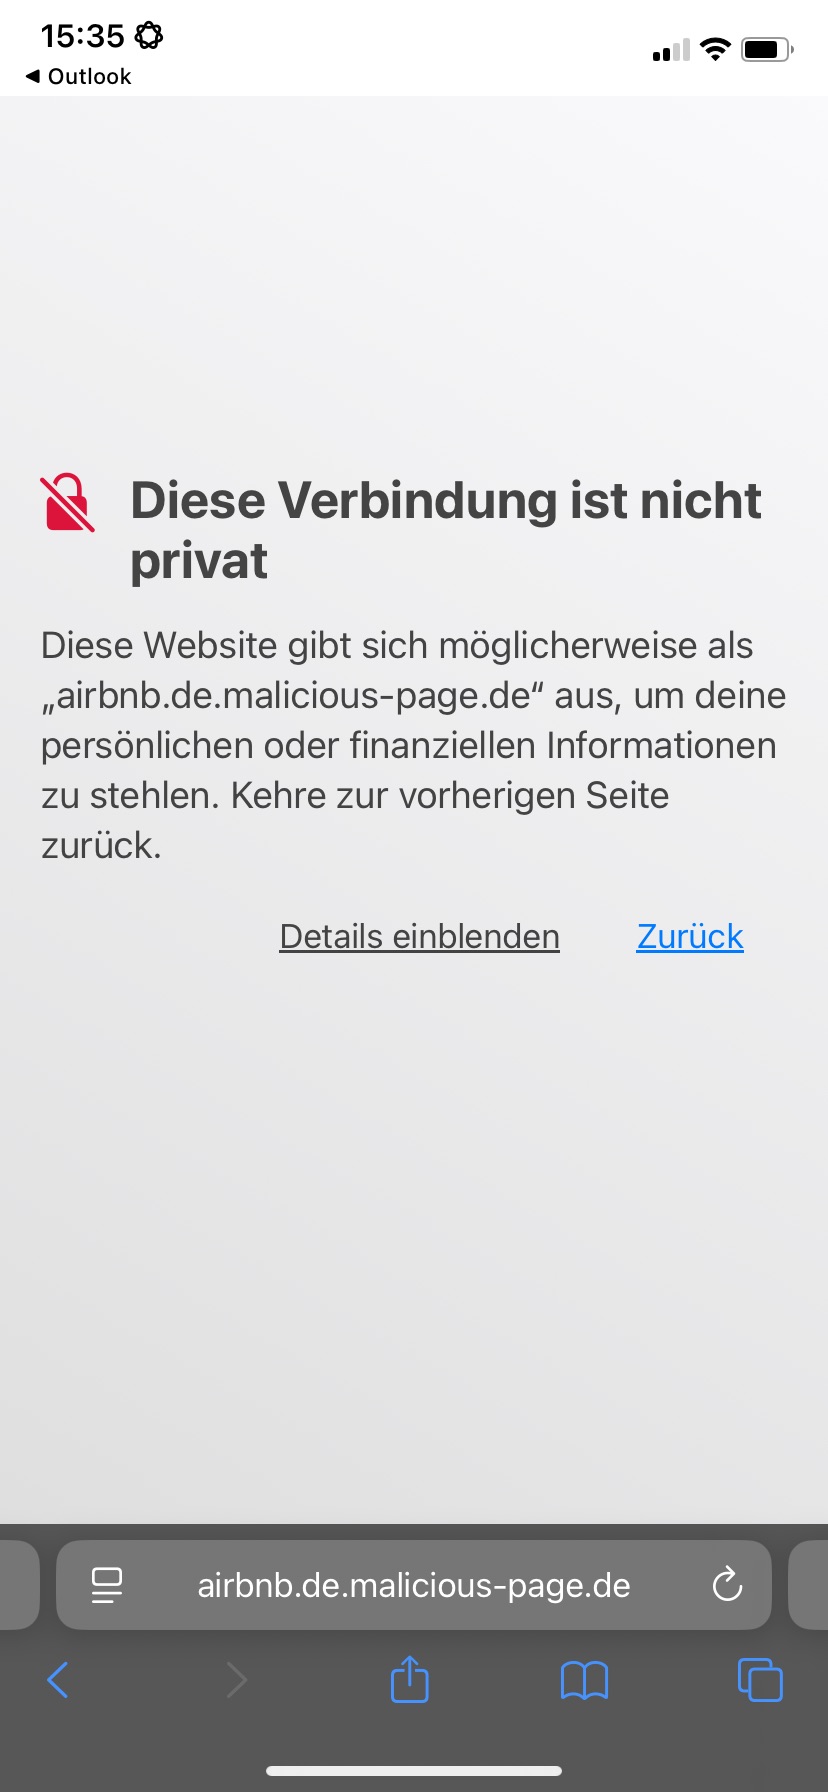 15:35
◀ Outlook
Diese Verbindung ist nicht
privat
Diese Website gibt sich möglicherweise als
„airbnb.de.malicious-page.de“ aus, um deine
persönlichen oder finanziellen Informationen
zu stehlen. Kehre zur vorherigen Seite
zurück.
Details einblenden Zurück
airbnb.de.malicious-page.de